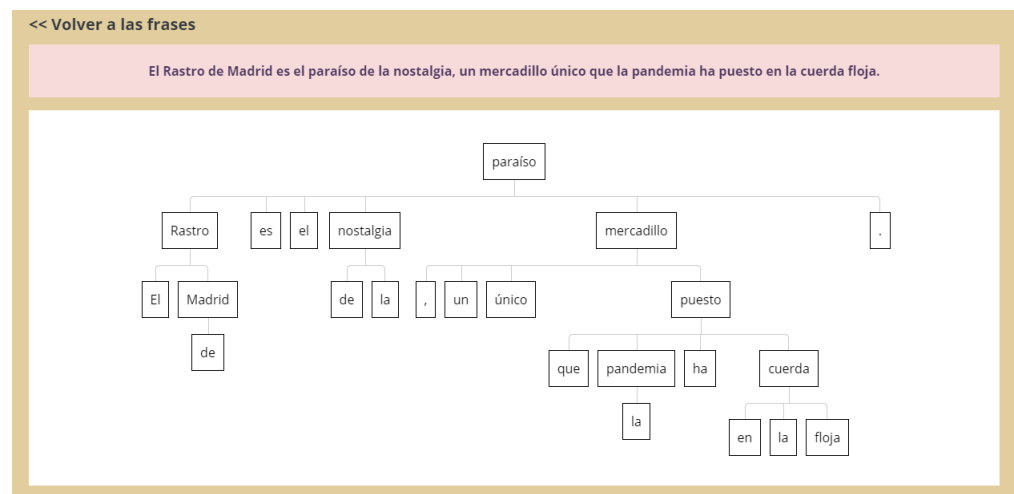 << Volver a las frases
El Rastro de Madrid es el paraíso de la nostalgia, un mercadillo único que la pandemia ha puesto en la cuerda floja.
paraíso
Rastro es el nostalgia mercadillo .
El Madrid de la , un único puesto
de
que pandemia ha cuerda
la
en la floja